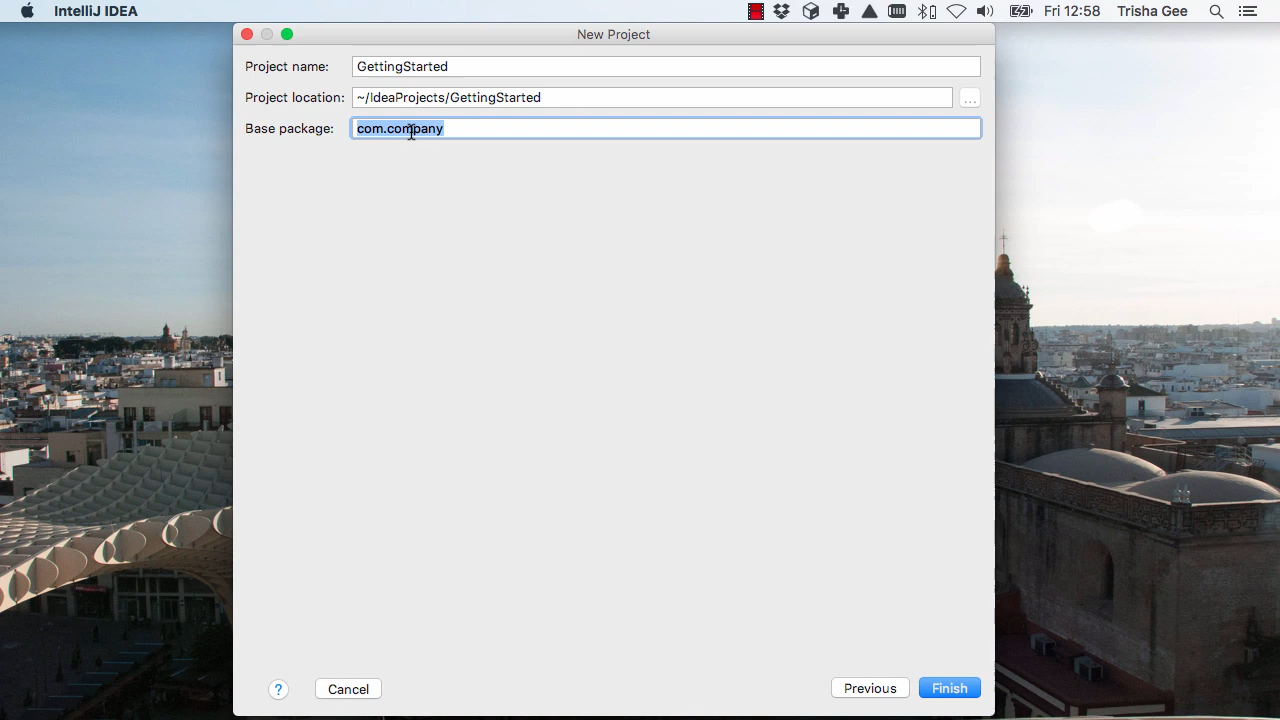 IntelliJ IDEA Fri 12:58 Trisha Gee
New Project
Project name: GettingStarted
Project location: ~/IdeaProjects/GettingStarted ...
Base package: com.company
? Cancel Previous Finish